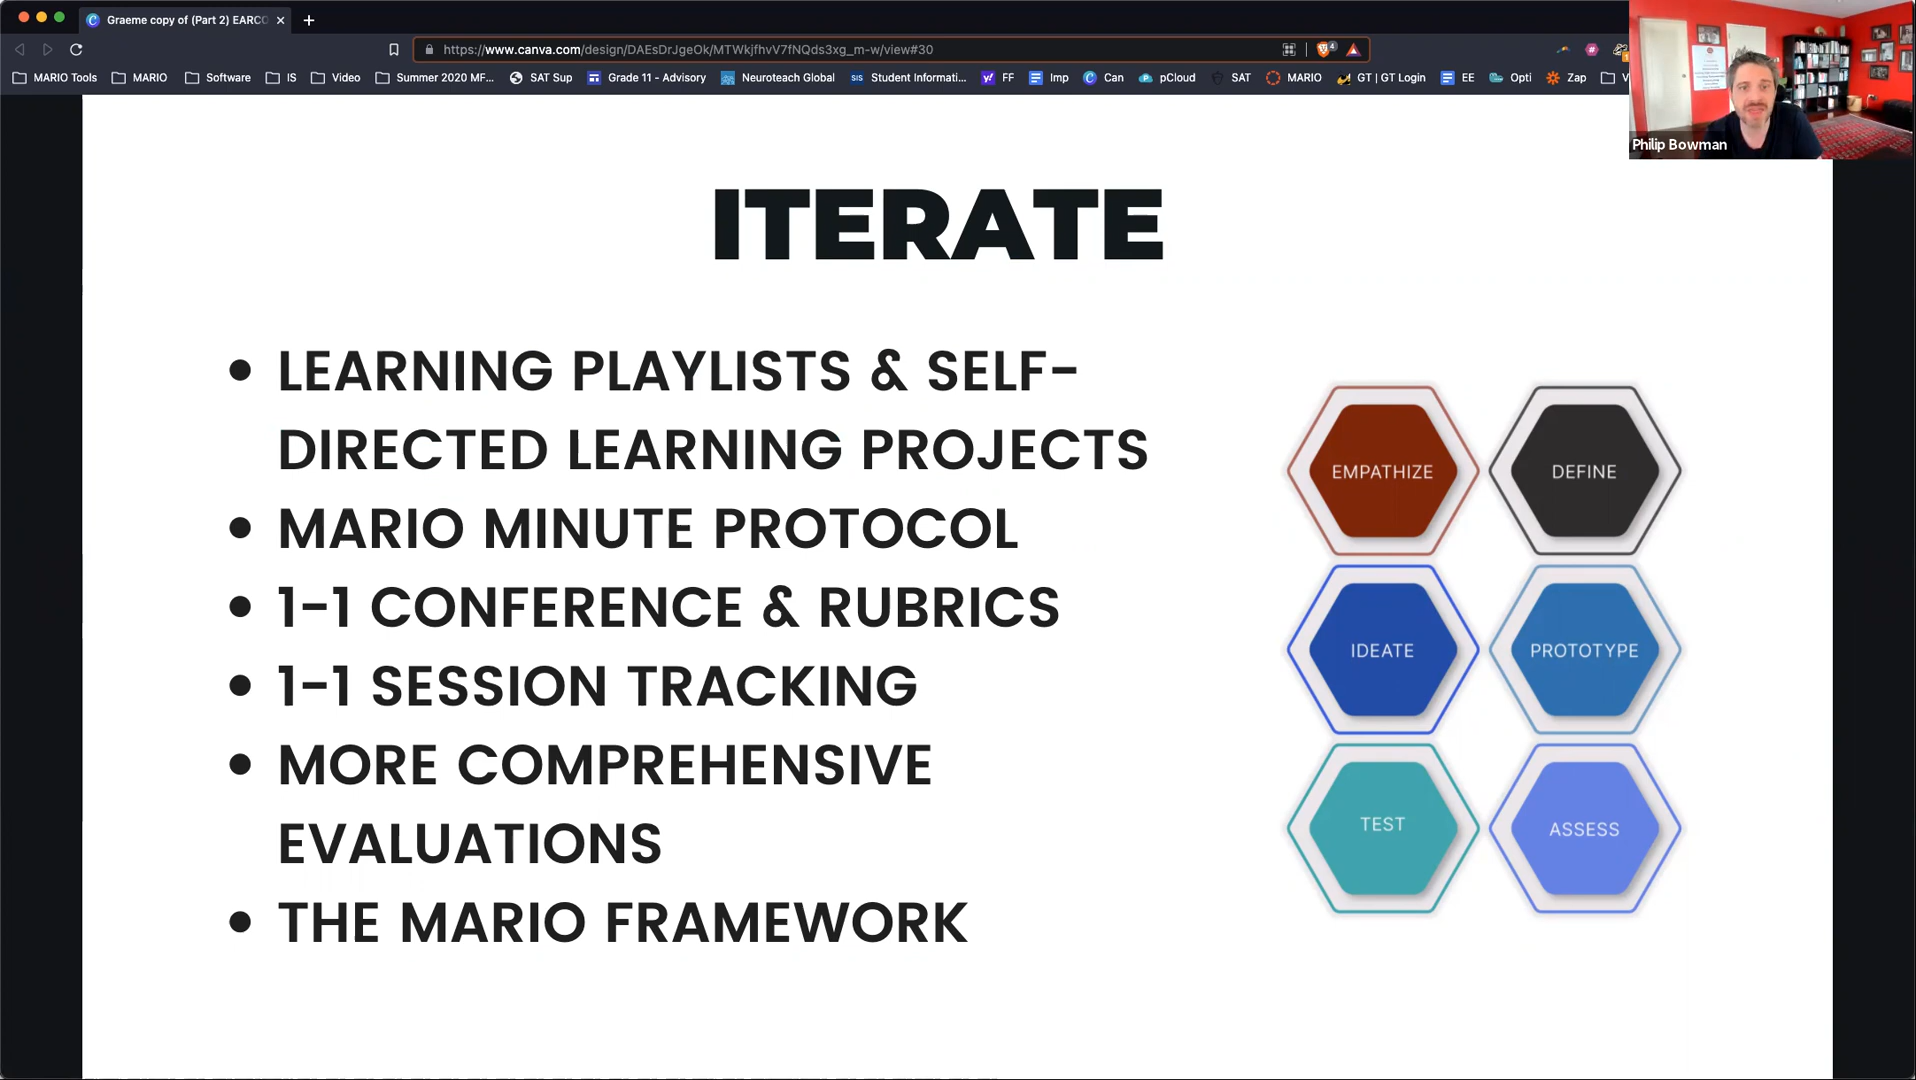 Graeme copy of (Part 2) EARCO
https://www.canva.com/design/DAEsDrJgeOk/MTWkjfhvV7fNQds3xg_m-w/view#30
4
MARIO Tools MARIO Software IS Video Summer 2020 MF... SAT Sup Grade 11 - Advisory Neuroteach Global SIS Student Informati... FF Imp Can pCloud SAT MARIO GT | GT Login EE Opti Zap V
Philip Bowman
ITERATE
• LEARNING PLAYLISTS & SELF-
DIRECTED LEARNING PROJECTS
• MARIO MINUTE PROTOCOL
• 1-1 CONFERENCE & RUBRICS
• 1-1 SESSION TRACKING
• MORE COMPREHENSIVE
EVALUATIONS
• THE MARIO FRAMEWORK
EMPATHIZE DEFINE
IDEATE PROTOTYPE
TEST ASSESS